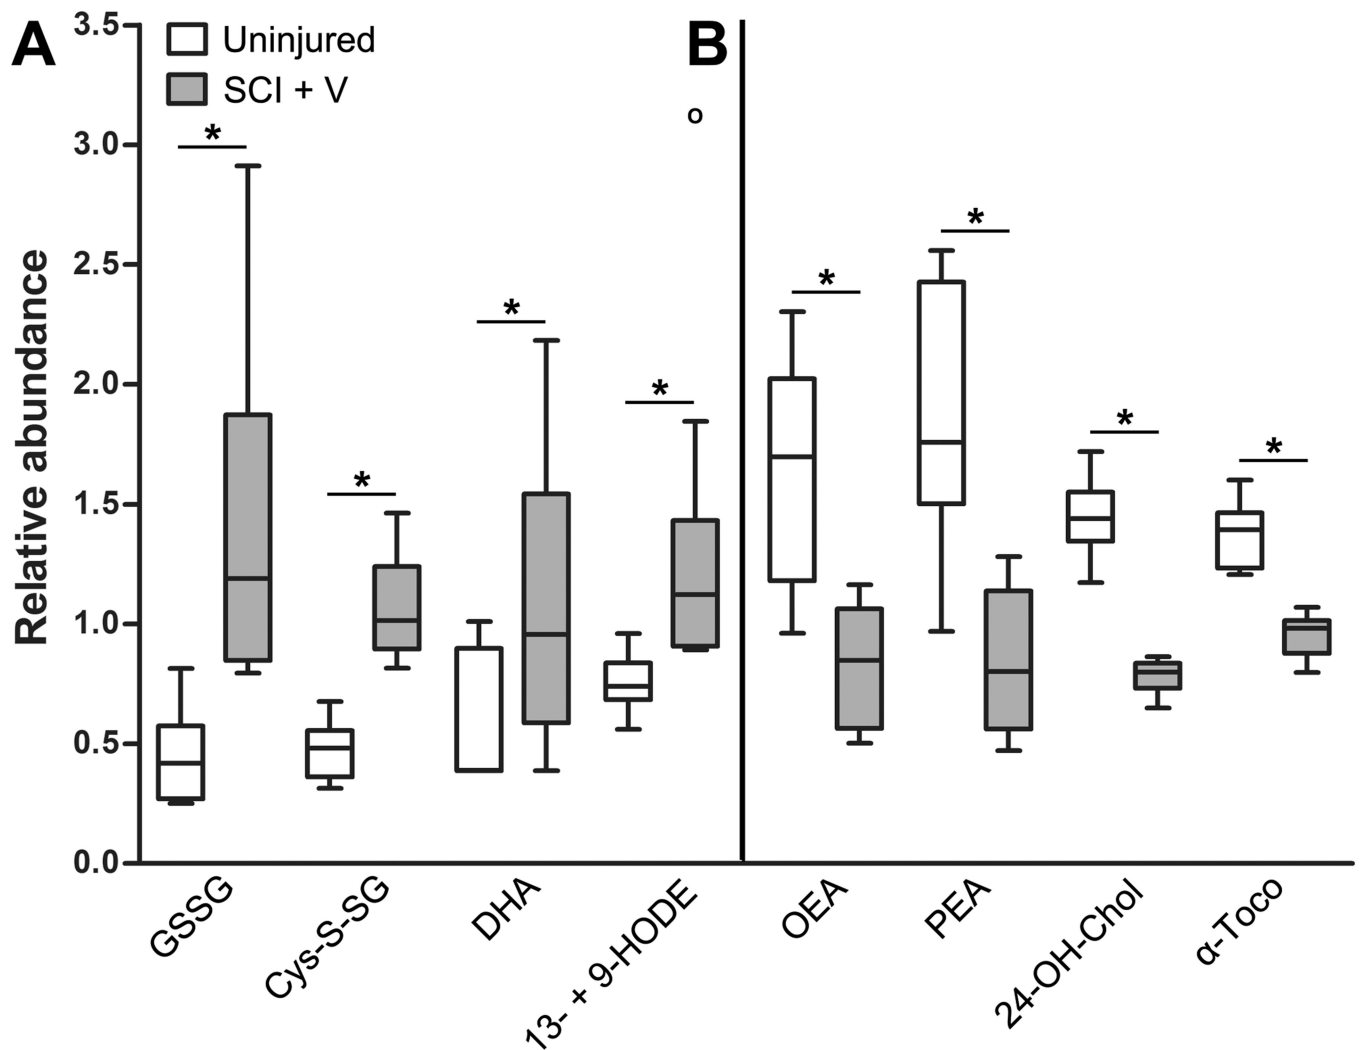 A
B
Uninjured
SCI + V
Relative abundance
3.5
3.0
2.5
2.0
1.5
1.0
0.5
0.0
*
*
*
*
*
*
*
*
GSSG
Cys-S-SG
DHA
13- + 9-HODE
OEA
PEA
24-OH-Chol
α-Toco